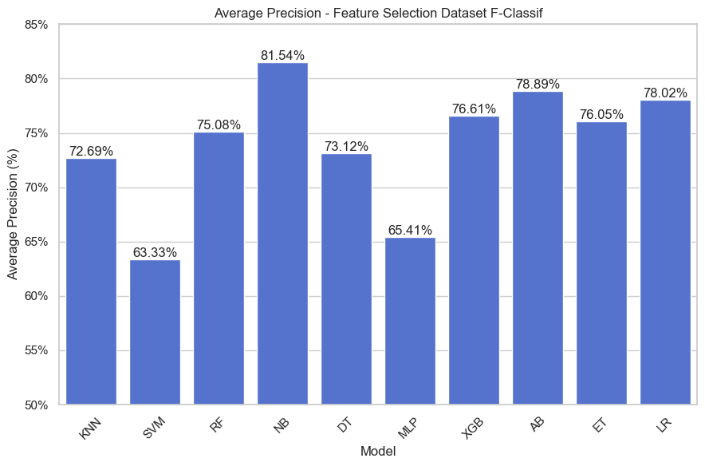 Average Precision - Feature Selection Dataset F-Classif
Average Precision (%)
85%
80%
75%
70%
65%
60%
55%
50%
72.69%
63.33%
75.08%
81.54%
73.12%
65.41%
76.61%
78.89%
76.05%
78.02%
KNN
SVM
RF
NB
DT
MLP
XGB
AB
ET
LR
Model